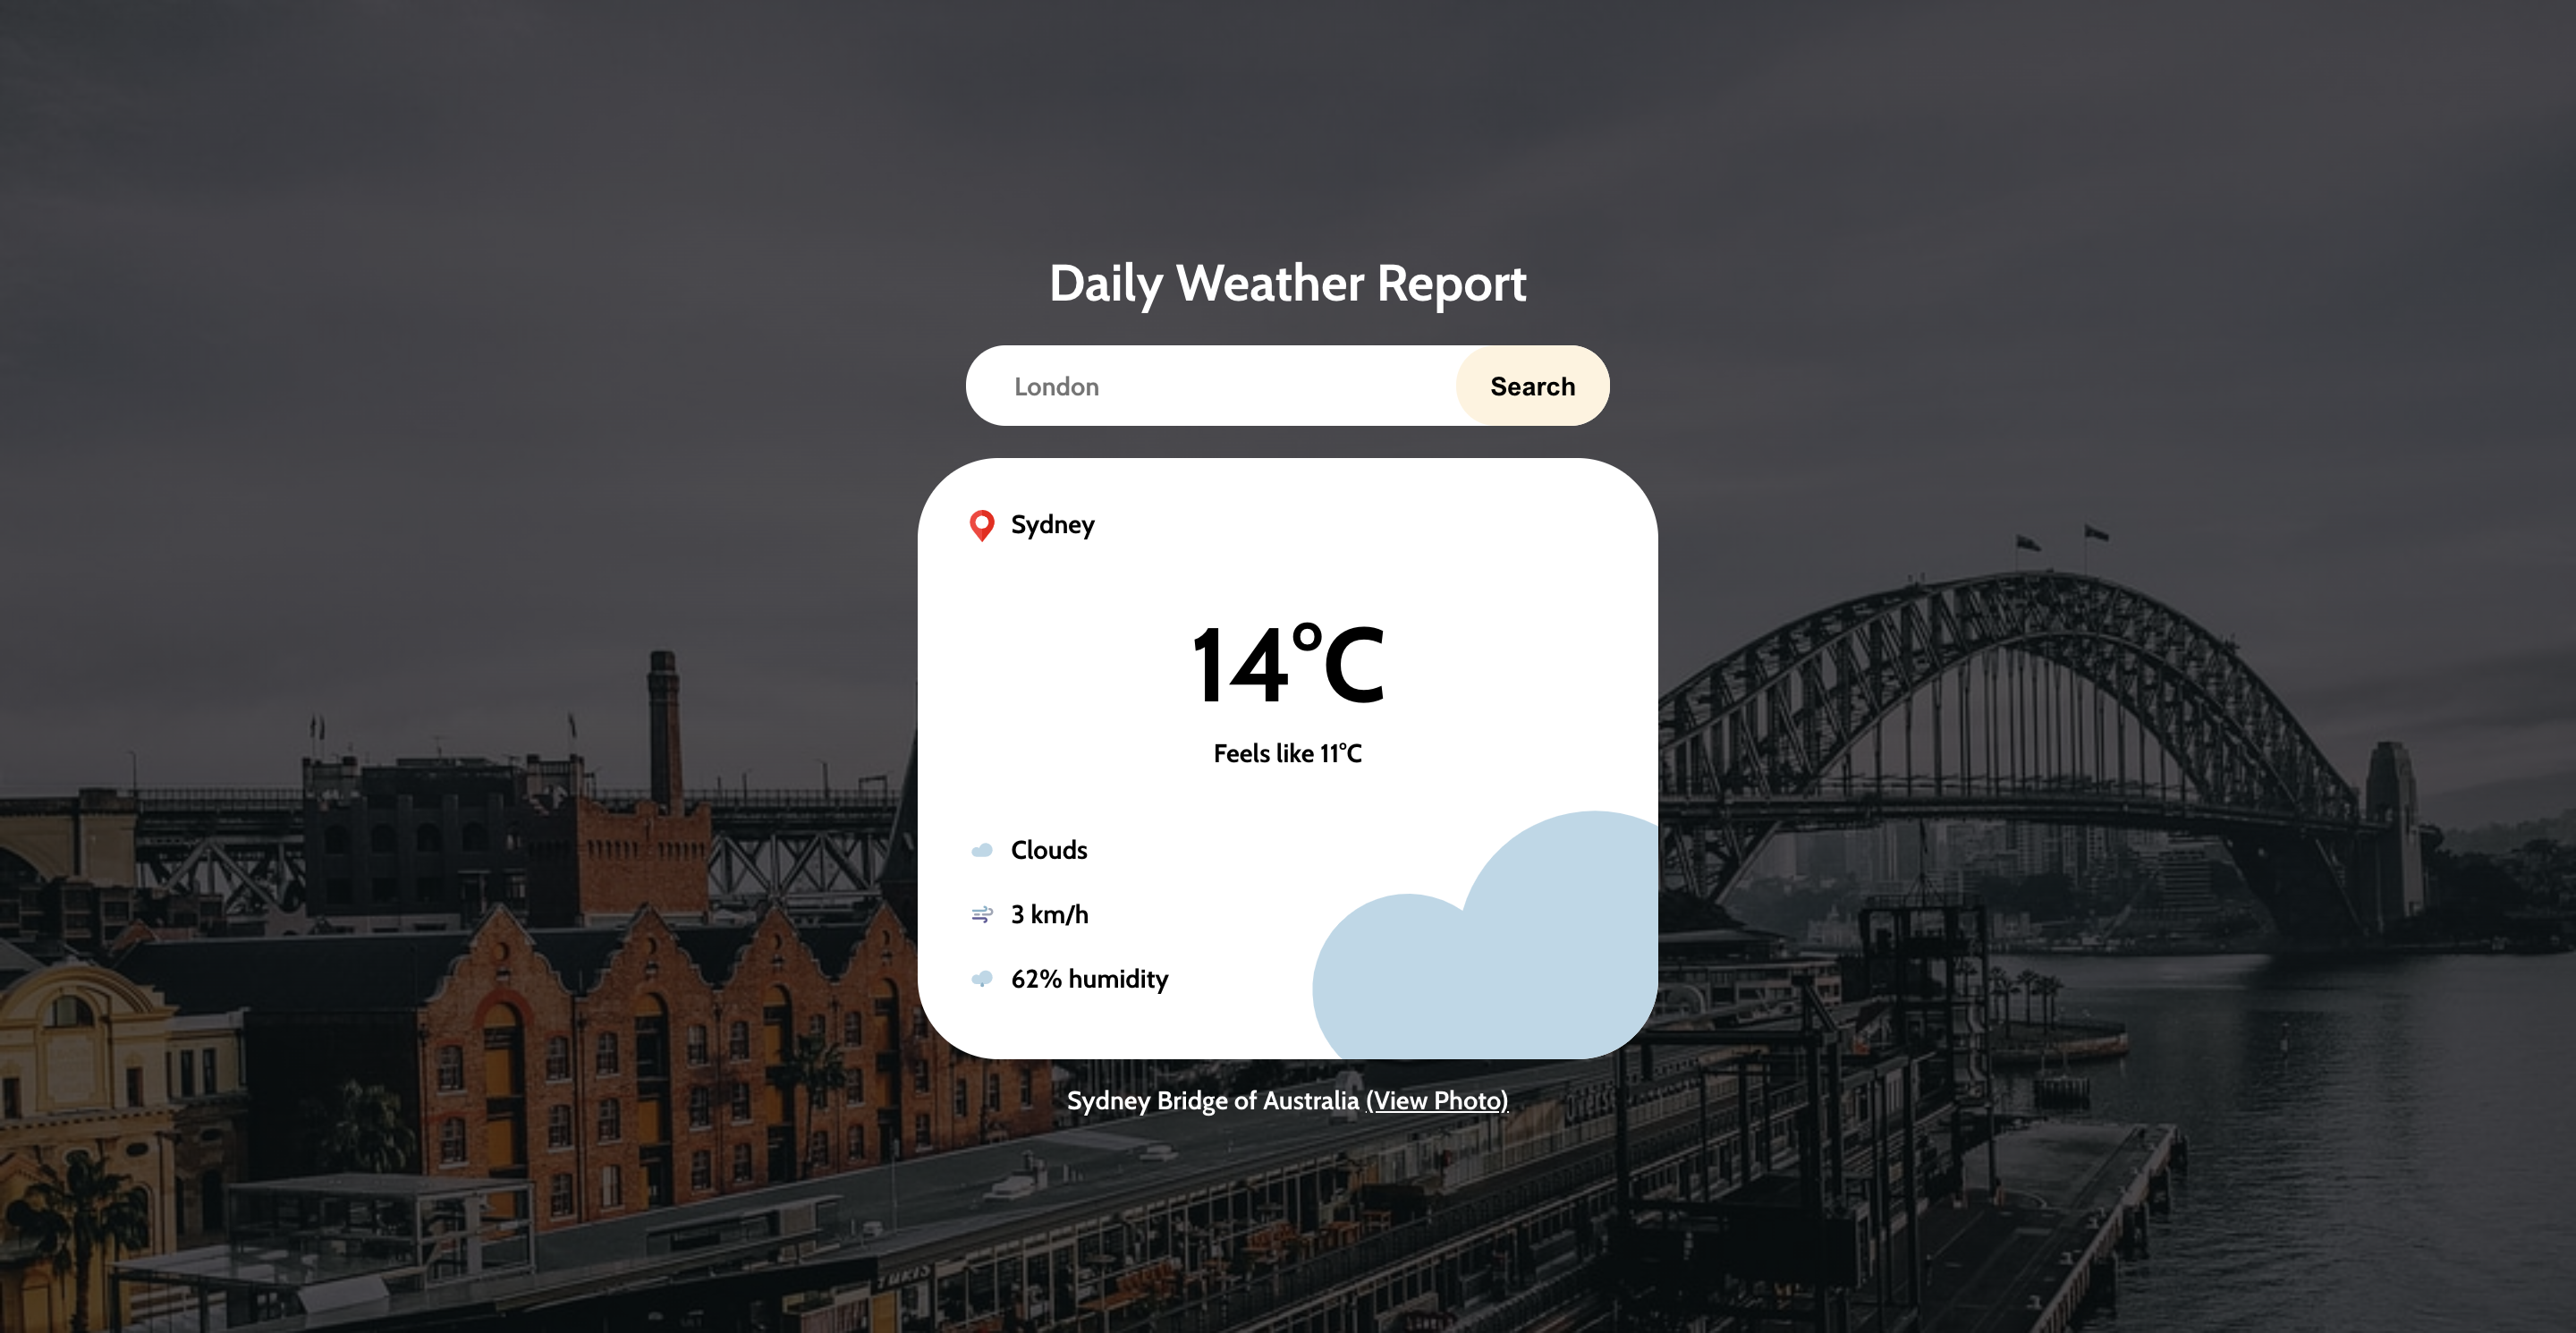 Daily Weather Report
London
Search
Sydney
14°C
Feels like 11°C
Clouds
3 km/h
62% humidity
Sydney Bridge of Australia (View Photo)